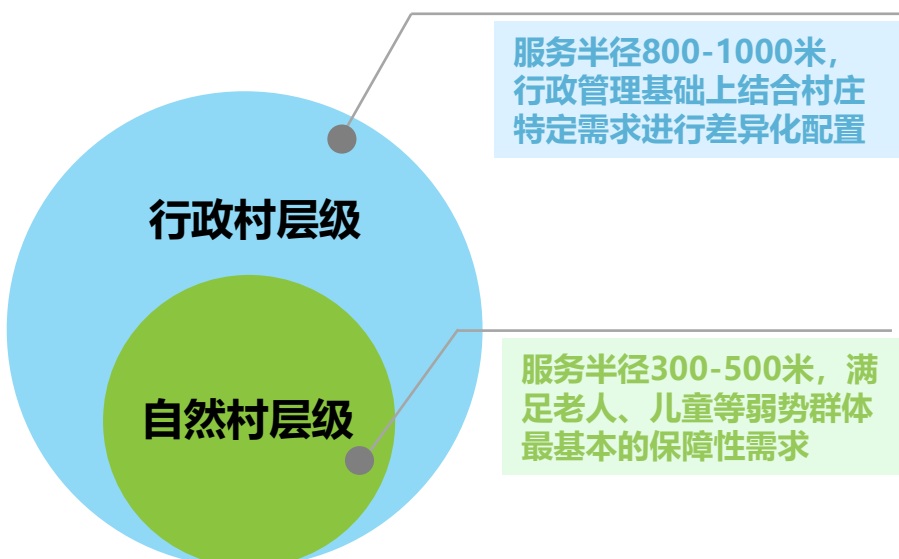 服务半径800-1000米，
行政管理基础上结合村庄
特定需求进行差异化配置
行政村层级
服务半径300-500米，满
足老人、儿童等弱势群体
最基本的保障性需求
自然村层级